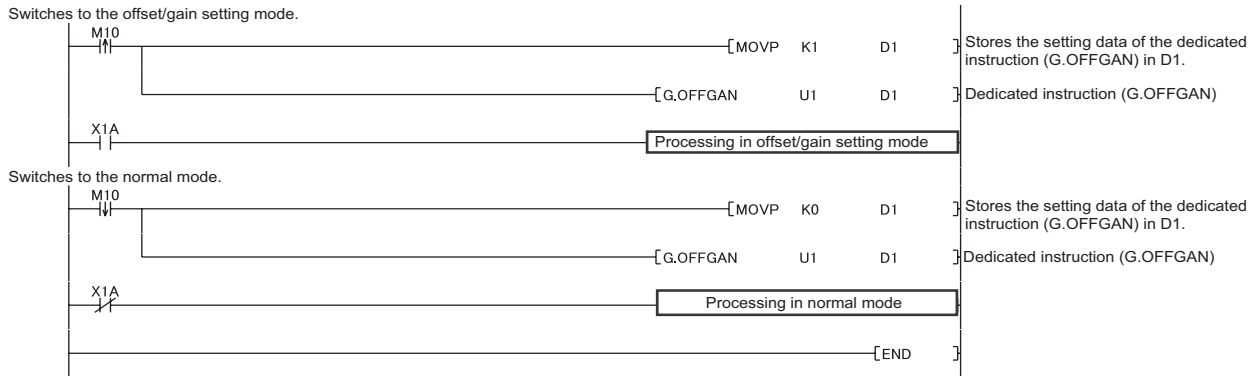 Switches to the offset/gain setting mode.
M10
MOVP K1 D1
Stores the setting data of the dedicated
instruction (G.OFFGAN) in D1.
G.OFFGAN U1 D1
Dedicated instruction (G.OFFGAN)
X1A
Processing in offset/gain setting mode
Switches to the normal mode.
M10
MOVP K0 D1
Stores the setting data of the dedicated
instruction (G.OFFGAN) in D1.
G.OFFGAN U1 D1
Dedicated instruction (G.OFFGAN)
X1A
Processing in normal mode
END